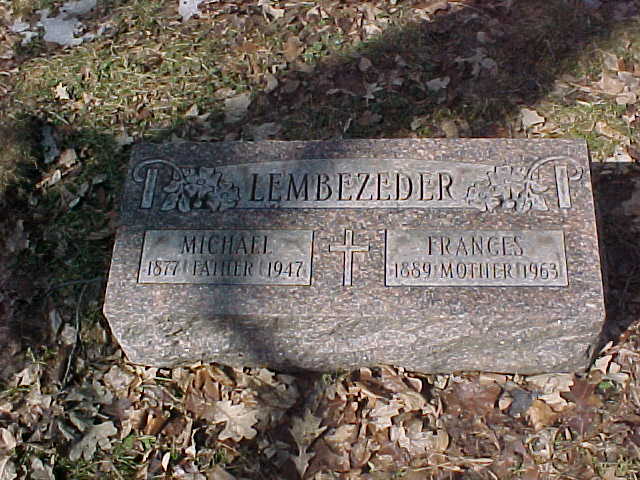 LEMBEZEDER
MICHAEL
1877 FATHER 1947
FRANCES
1889 MOTHER 1963